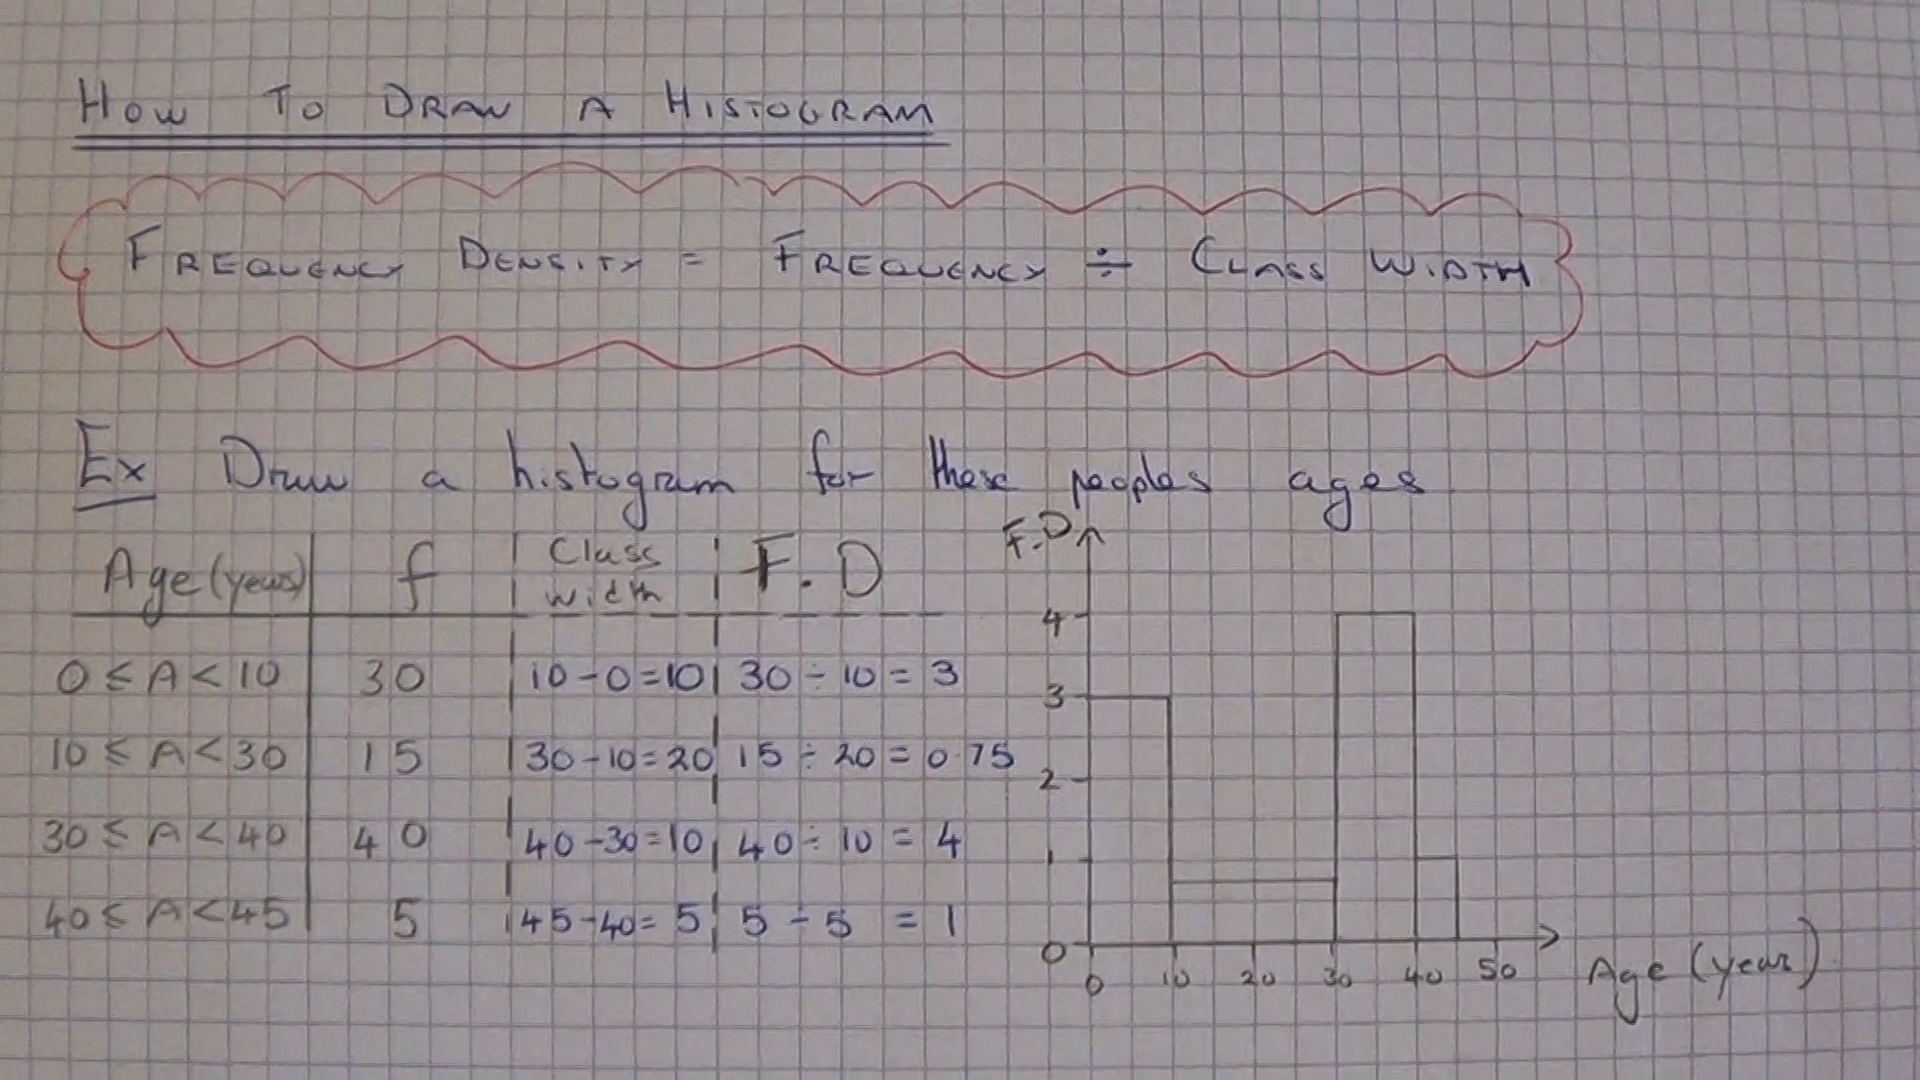 HOW TO DRAW A HISTOGRAM
FREQUENCY DENSITY = FREQUENCY ÷ CLASS WIDTH
Ex Draw a histogram for these peoples ages
Age (years) f Class width F.D
0 ≤ A < 10 30 10-0=10 30 ÷ 10 = 3
10 ≤ A < 30 15 30-10=20 15 ÷ 20 = 0.75
30 ≤ A < 40 40 40-30=10 40 ÷ 10 = 4
40 ≤ A < 45 5 45-40=5 5 ÷ 5 = 1
F.D
4
3
2
1
0
0 10 20 30 40 50 Age (years)